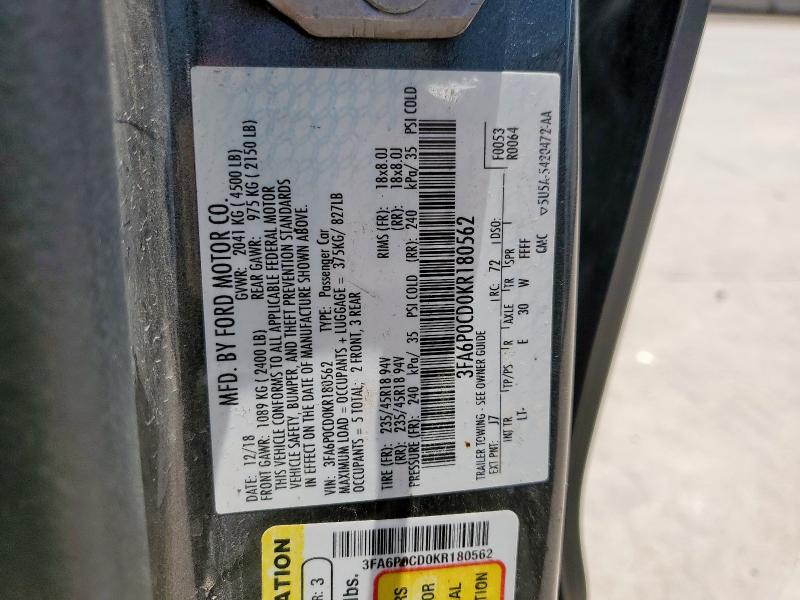 MFD. BY FORD MOTOR CO.
DATE: 12/18 GVWR: 2041 KG (4500 LB)
FRONT GAWR: 1089 KG (2400 LB) REAR GAWR: 975 KG (2150 LB)
THIS VEHICLE CONFORMS TO ALL APPLICABLE FEDERAL MOTOR
VEHICLE SAFETY, BUMPER, AND THEFT PREVENTION STANDARDS
IN EFFECT ON THE DATE OF MANUFACTURE SHOWN ABOVE.
VIN: 3FA6P0CD0KR180562 TYPE: Passenger Car
MAXIMUM LOAD = OCCUPANTS + LUGGAGE = 375KG/ 827LB
OCCUPANTS = 5 TOTAL; 2 FRONT, 3 REAR
TIRE (FR): 235/45R18 94V RIMS (FR): 18x8.0J
(RR): 235/45R18 94V (RR): 18x8.0J
PRESSURE (FR): 240 kPa/ 35 PSI COLD (RR): 240 kPa/ 35 PSI COLD
3FA6P0CD0KR180562
TRAILER TOWING - SEE OWNER GUIDE F0053
EXT PNT: J7 RC: 72 DSO: R0064
INT TR TP/PS R AXLE TR SPR
LT- E 30 W FFFF
GMC 5U5A-5420472-AA
3FA6P0CD0KR180562
R: 3
lbs.